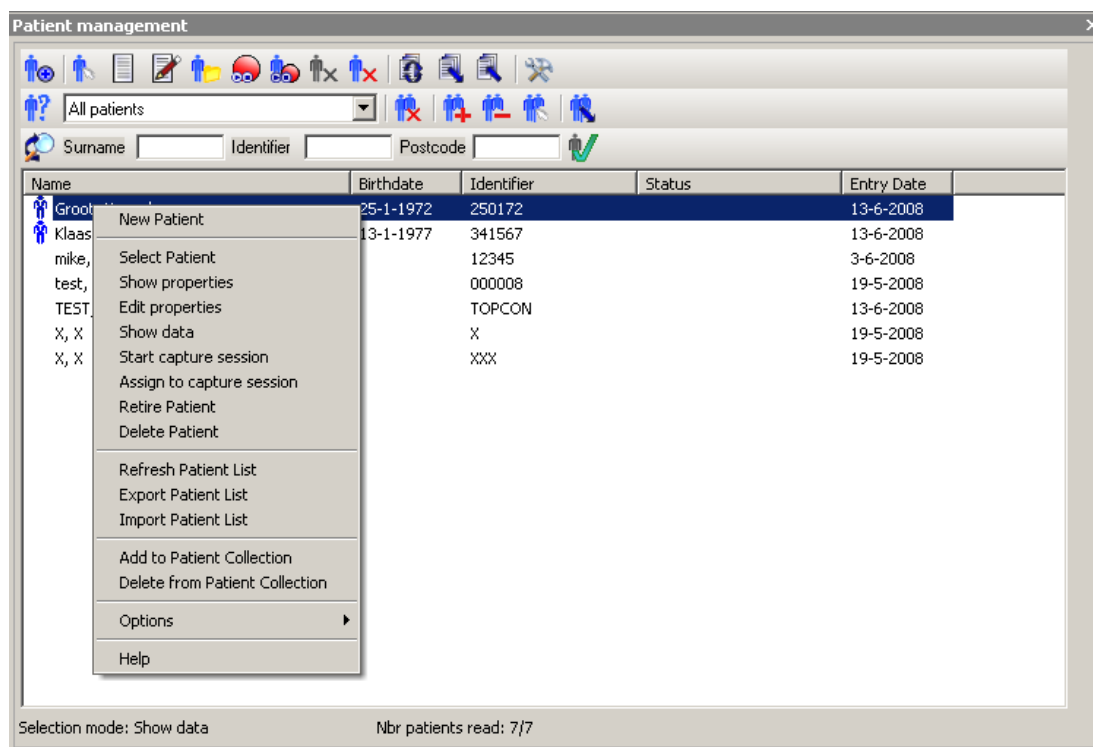 Patient management
All patients
Surname Identifier Postcode
Name Birthdate Identifier Status Entry Date
25-1-1972 250172 13-6-2008
Klaas 13-1-1977 341567 13-6-2008
mike, 12345 3-6-2008
test, 000008 19-5-2008
TEST_ TOPCON 13-6-2008
X, X X 19-5-2008
X, X XXX 19-5-2008
New Patient
Select Patient
Show properties
Edit properties
Show data
Start capture session
Assign to capture session
Retire Patient
Delete Patient
Refresh Patient List
Export Patient List
Import Patient List
Add to Patient Collection
Delete from Patient Collection
Options
Help
Selection mode: Show data Nbr patients read: 7/7